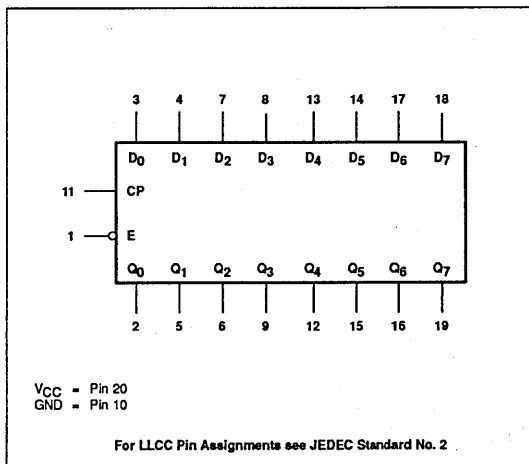 3 4 7 8 13 14 17 18
D0 D1 D2 D3 D4 D5 D6 D7
11 CP
1 E
Q0 Q1 Q2 Q3 Q4 Q5 Q6 Q7
2 5 6 9 12 15 16 19
VCC = Pin 20
GND = Pin 10
For LLCC Pin Assignments see JEDEC Standard No. 2